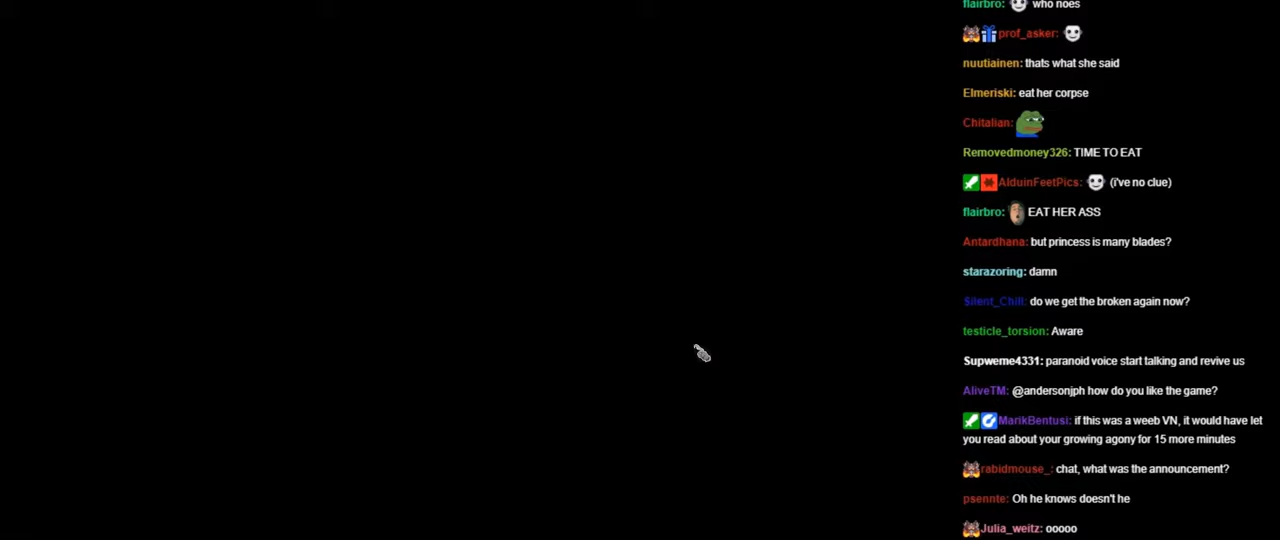 flairbro: who noes
prof_asker:
nuutiainen: thats what she said
Elmeriski: eat her corpse
Chitalian:
Removedmoney326: TIME TO EAT
AlduinFeetPics: (i've no clue)
flairbro: EAT HER ASS
Antardhana: but princess is many blades?
starazoring: damn
Silent_Chill: do we get the broken again now?
testicle_torsion: Aware
Supweme4331: paranoid voice start talking and revive us
AliveTM: @andersonjph how do you like the game?
MarikBentusi: if this was a weeb VN, it would have let
you read about your growing agony for 15 more minutes
rabidmouse_: chat, what was the announcement?
psennte: Oh he knows doesn't he
Julia_weitz: ooooo